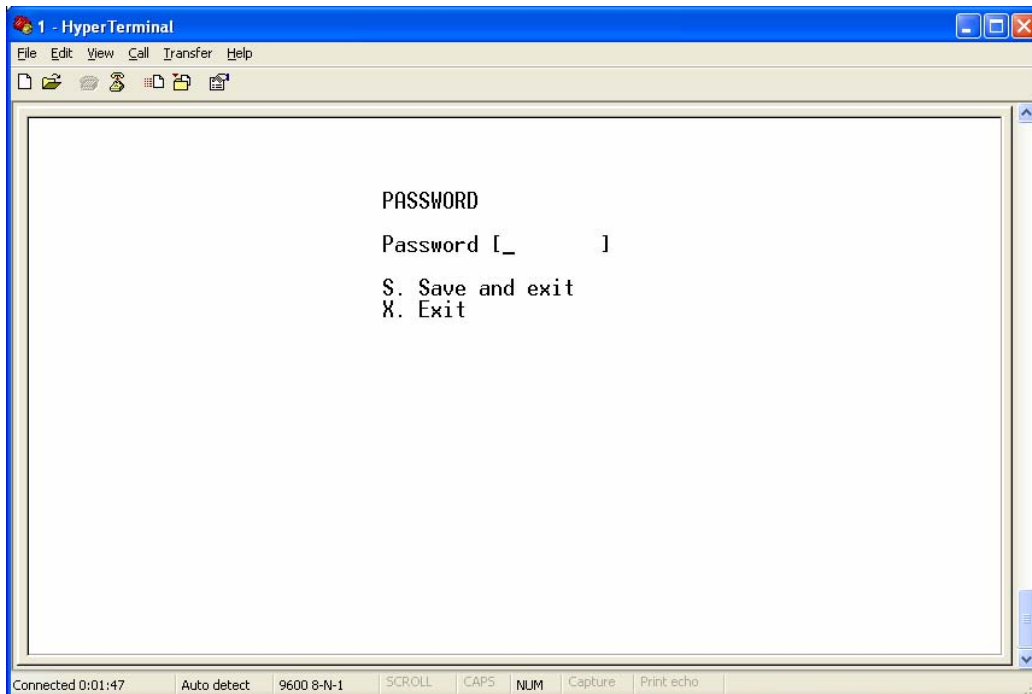 1 - HyperTerminal
File Edit View Call Transfer Help
PASSWORD
Password [_ ]
S. Save and exit
X. Exit
Connected 0:01:47 Auto detect 9600 8-N-1 SCROLL CAPS NUM Capture Print echo